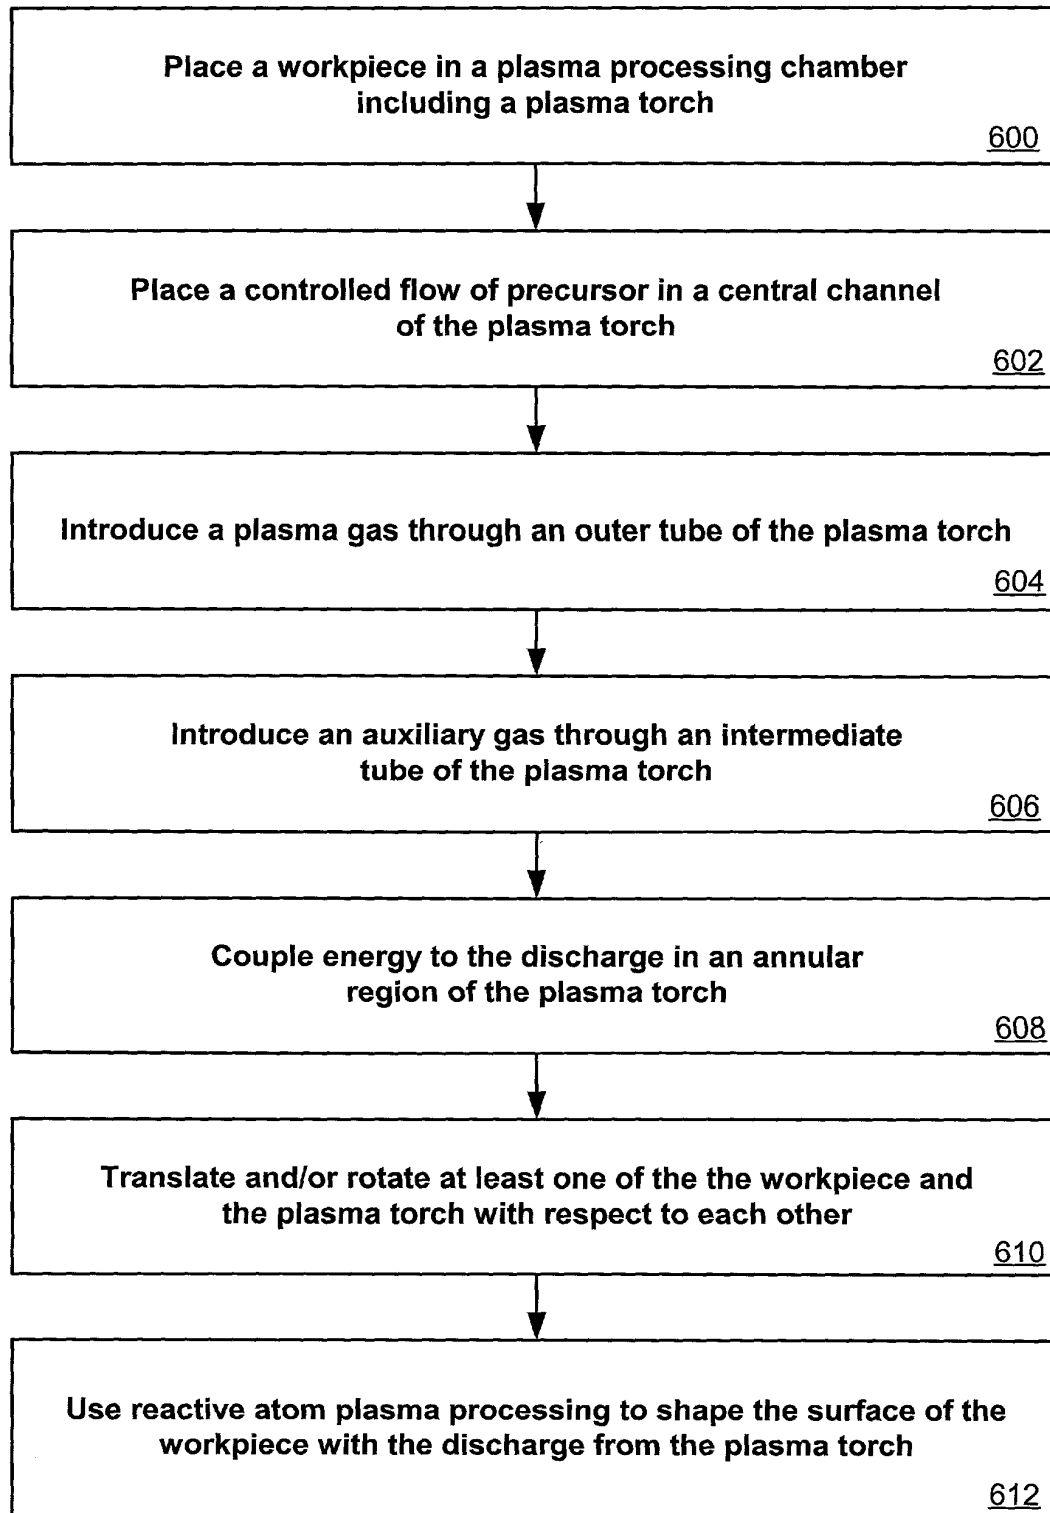 Place a workpiece in a plasma processing chamber
including a plasma torch
600
Place a controlled flow of precursor in a central channel
of the plasma torch
602
Introduce a plasma gas through an outer tube of the plasma torch
604
Introduce an auxiliary gas through an intermediate
tube of the plasma torch
606
Couple energy to the discharge in an annular
region of the plasma torch
608
Translate and/or rotate at least one of the the workpiece and
the plasma torch with respect to each other
610
Use reactive atom plasma processing to shape the surface of the
workpiece with the discharge from the plasma torch
612